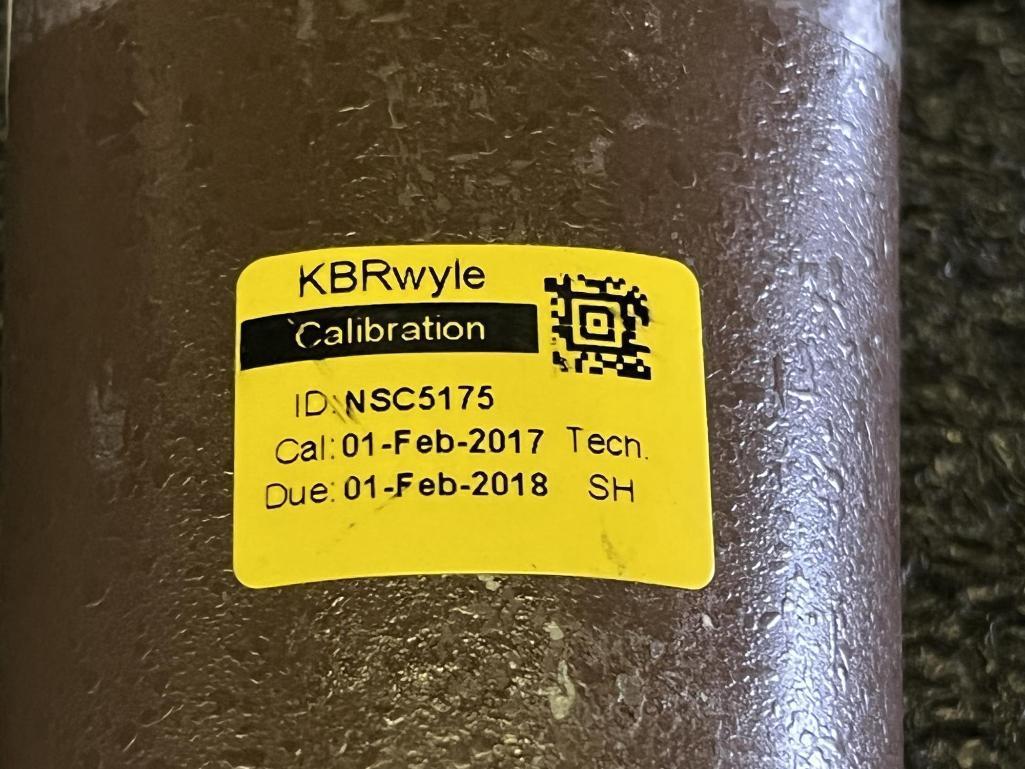 KBRwyle
Calibration
ID: NSC5175
Cal: 01-Feb-2017 Tech.
Due: 01-Feb-2018 SH